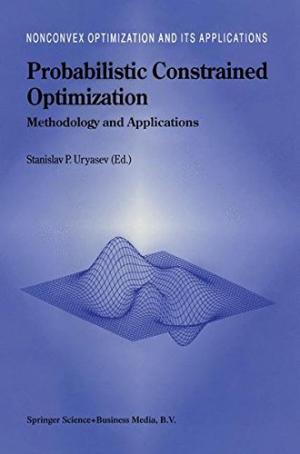 NONCONVEX OPTIMIZATION AND ITS APPLICATIONS
Probabilistic Constrained
Optimization
Methodology and Applications
Stanislav P. Uryasev (Ed.)
Springer Science+Business Media, B.V.